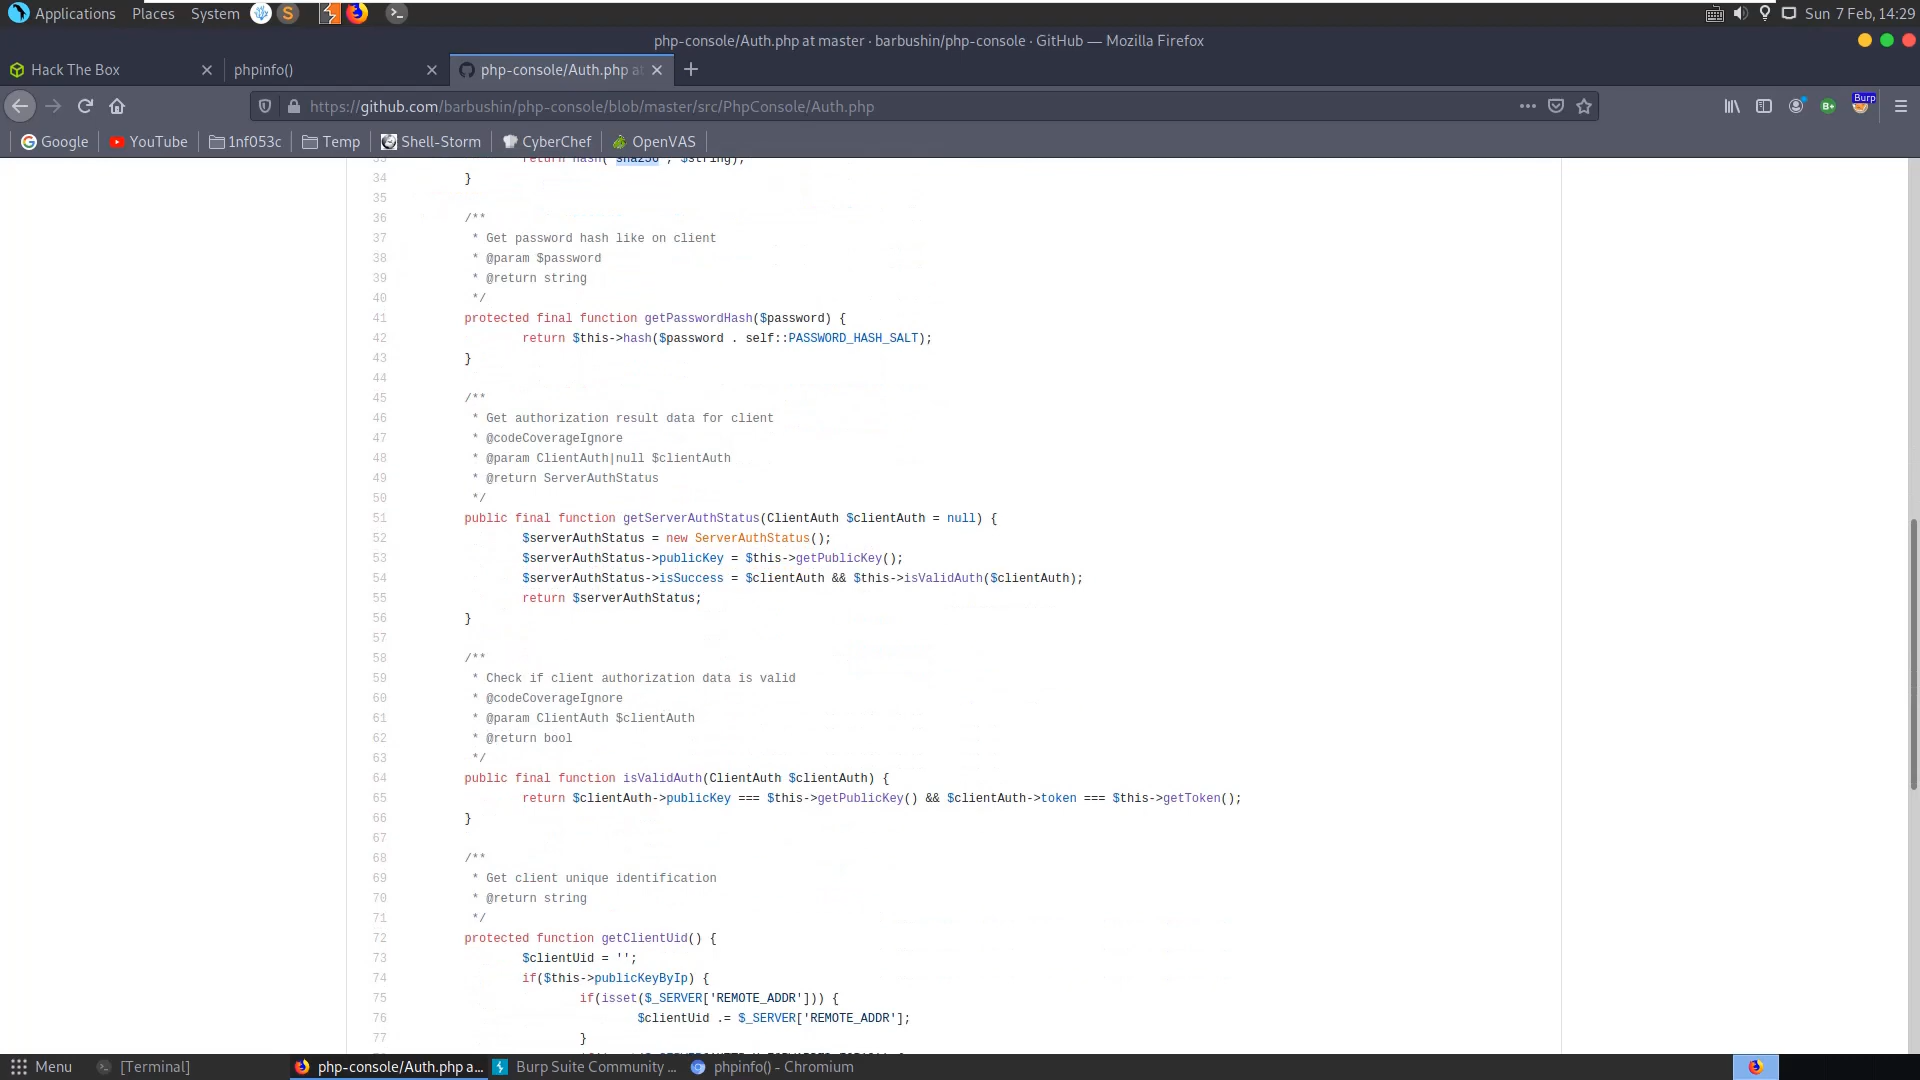 Applications Places System Sun 7 Feb, 14:29
php-console/Auth.php at master · barbushin/php-console · GitHub — Mozilla Firefox
Hack The Box phpinfo() php-console/Auth.php at
https://github.com/barbushin/php-console/blob/master/src/PhpConsole/Auth.php Burp
Google YouTube 1nf053c Temp Shell-Storm CyberChef OpenVAS
33 return hash('sha256', $string);
34 }
35
36 /**
37 * Get password hash like on client
38 * @param $password
39 * @return string
40 */
41 protected final function getPasswordHash($password) {
42 return $this->hash($password . self::PASSWORD_HASH_SALT);
43 }
44
45 /**
46 * Get authorization result data for client
47 * @codeCoverageIgnore
48 * @param ClientAuth|null $clientAuth
49 * @return ServerAuthStatus
50 */
51 public final function getServerAuthStatus(ClientAuth $clientAuth = null) {
52 $serverAuthStatus = new ServerAuthStatus();
53 $serverAuthStatus->publicKey = $this->getPublicKey();
54 $serverAuthStatus->isSuccess = $clientAuth && $this->isValidAuth($clientAuth);
55 return $serverAuthStatus;
56 }
57
58 /**
59 * Check if client authorization data is valid
60 * @codeCoverageIgnore
61 * @param ClientAuth $clientAuth
62 * @return bool
63 */
64 public final function isValidAuth(ClientAuth $clientAuth) {
65 return $clientAuth->publicKey === $this->getPublicKey() && $clientAuth->token === $this->getToken();
66 }
67
68 /**
69 * Get client unique identification
70 * @return string
71 */
72 protected function getClientUid() {
73 $clientUid = '';
74 if($this->publicKeyByIp) {
75 if(isset($_SERVER['REMOTE_ADDR'])) {
76 $clientUid .= $_SERVER['REMOTE_ADDR'];
77 }
Menu [Terminal] php-console/Auth.php a... Burp Suite Community ... phpinfo() - Chromium